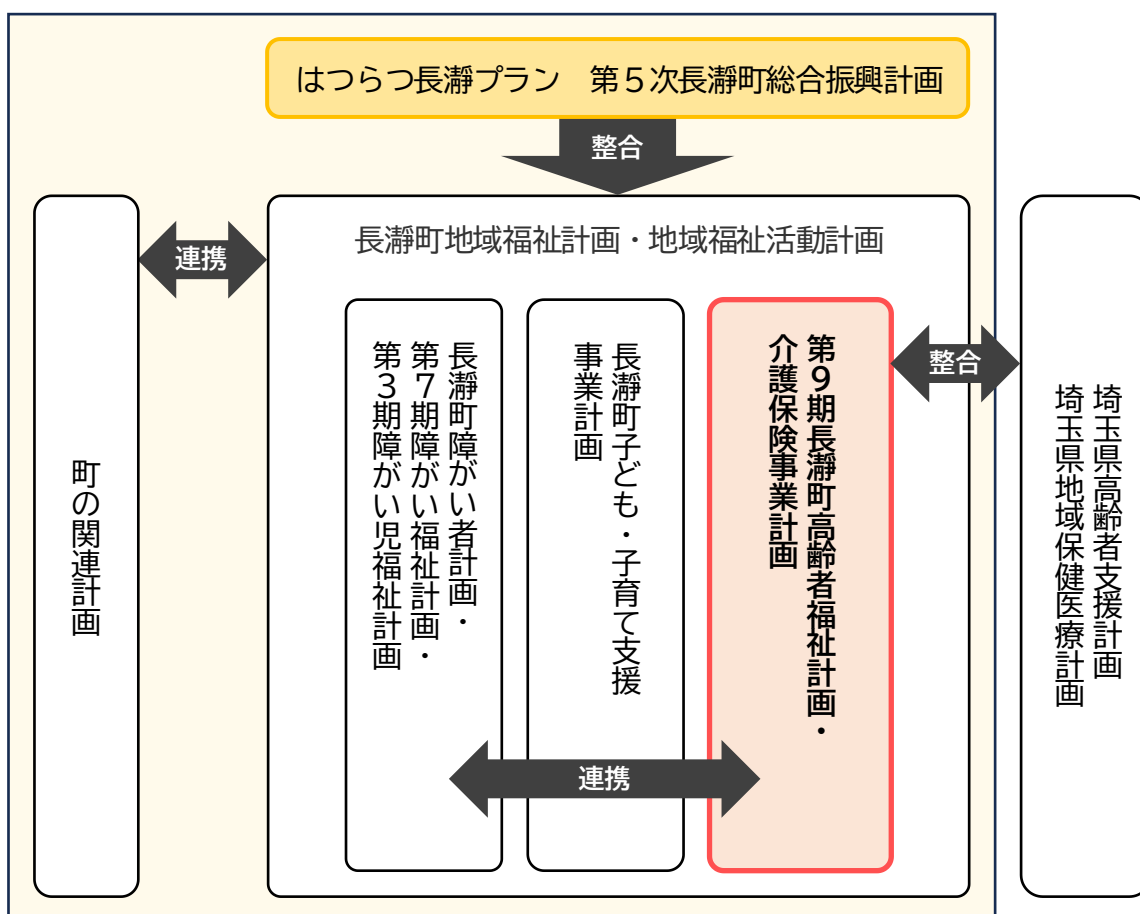 はつらつ長瀞プラン　第５次長瀞町総合振興計画
整合
長瀞町地域福祉計画・地域福祉活動計画
連携
町の関連計画
長瀞町障がい者計画・
第７期障がい福祉計画・
第３期障がい児福祉計画
長瀞町子ども・子育て支援
事業計画
第９期長瀞町高齢者福祉計画・
介護保険事業計画
連携
整合
埼玉県高齢者支援計画
埼玉県地域保健医療計画